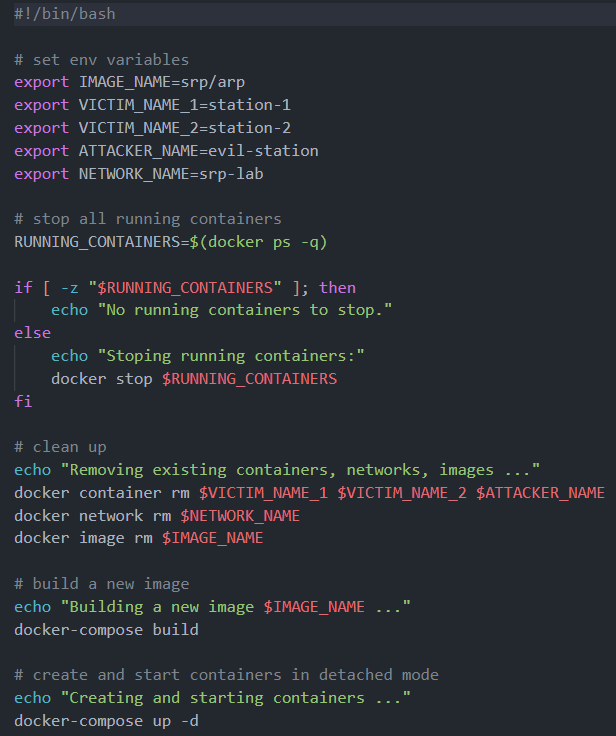 #!/bin/bash
# set env variables
export IMAGE_NAME=srp/arp
export VICTIM_NAME_1=station-1
export VICTIM_NAME_2=station-2
export ATTACKER_NAME=evil-station
export NETWORK_NAME=srp-lab
# stop all running containers
RUNNING_CONTAINERS=$(docker ps -q)
if [ -z "$RUNNING_CONTAINERS" ]; then
    echo "No running containers to stop."
else
    echo "Stoping running containers:"
    docker stop $RUNNING_CONTAINERS
fi
# clean up
echo "Removing existing containers, networks, images ..."
docker container rm $VICTIM_NAME_1 $VICTIM_NAME_2 $ATTACKER_NAME
docker network rm $NETWORK_NAME
docker image rm $IMAGE_NAME
# build a new image
echo "Building a new image $IMAGE_NAME ..."
docker-compose build
# create and start containers in detached mode
echo "Creating and starting containers ..."
docker-compose up -d